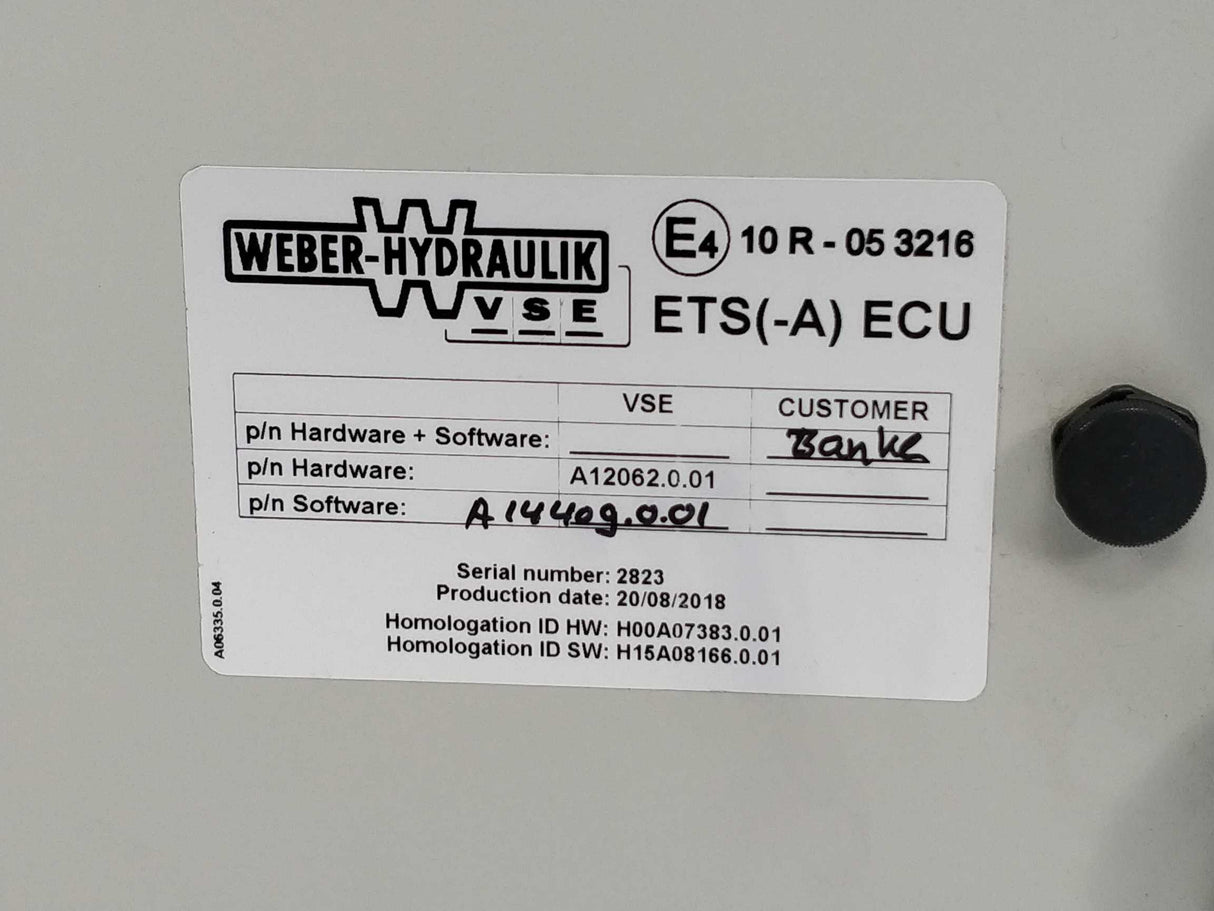 WEBER-HYDRAULIK
VSE
E4 10 R - 05 3216
ETS(-A) ECU
VSE CUSTOMER
p/n Hardware + Software: Banke
p/n Hardware: A12062.0.01
p/n Software: A14409.0.01
Serial number: 2823
Production date: 20/08/2018
Homologation ID HW: H00A07383.0.01
Homologation ID SW: H15A08166.0.01
A06335.0.04